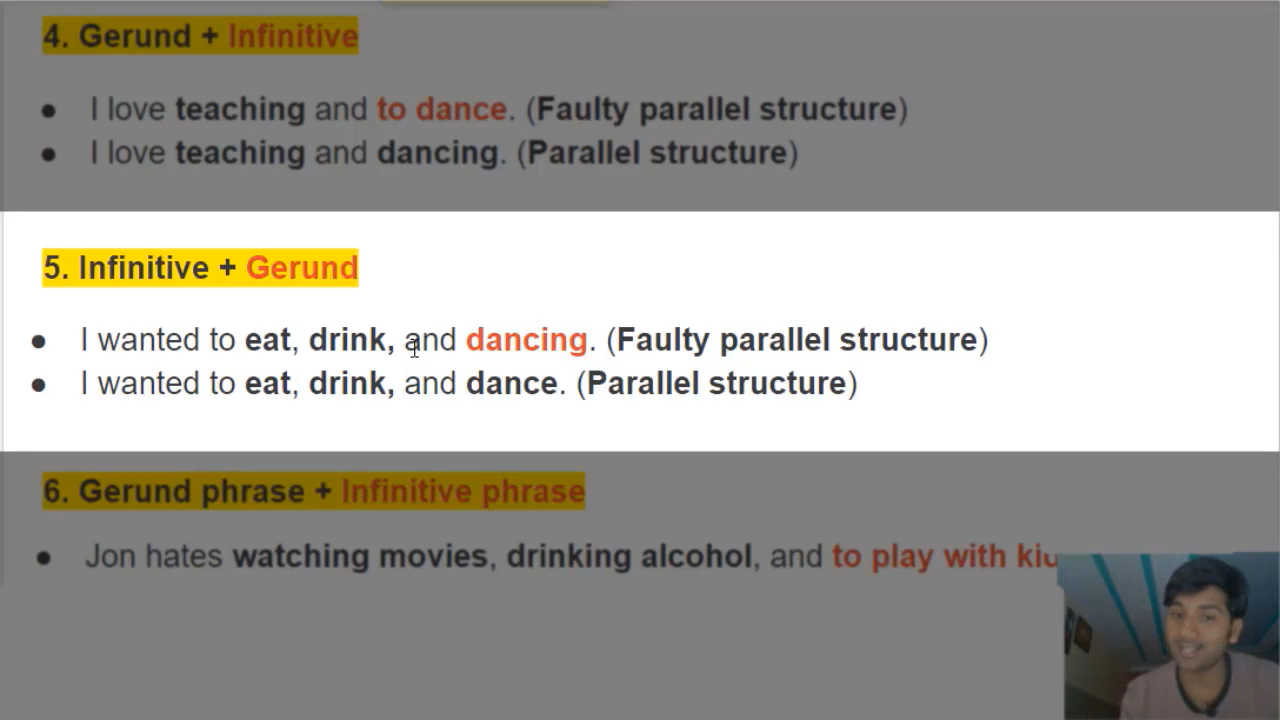 4. Gerund + Infinitive
● I love teaching and to dance. (Faulty parallel structure)
● I love teaching and dancing. (Parallel structure)
5. Infinitive + Gerund
● I wanted to eat, drink, and dancing. (Faulty parallel structure)
● I wanted to eat, drink, and dance. (Parallel structure)
6. Gerund phrase + Infinitive phrase
● Jon hates watching movies, drinking alcohol, and to play with